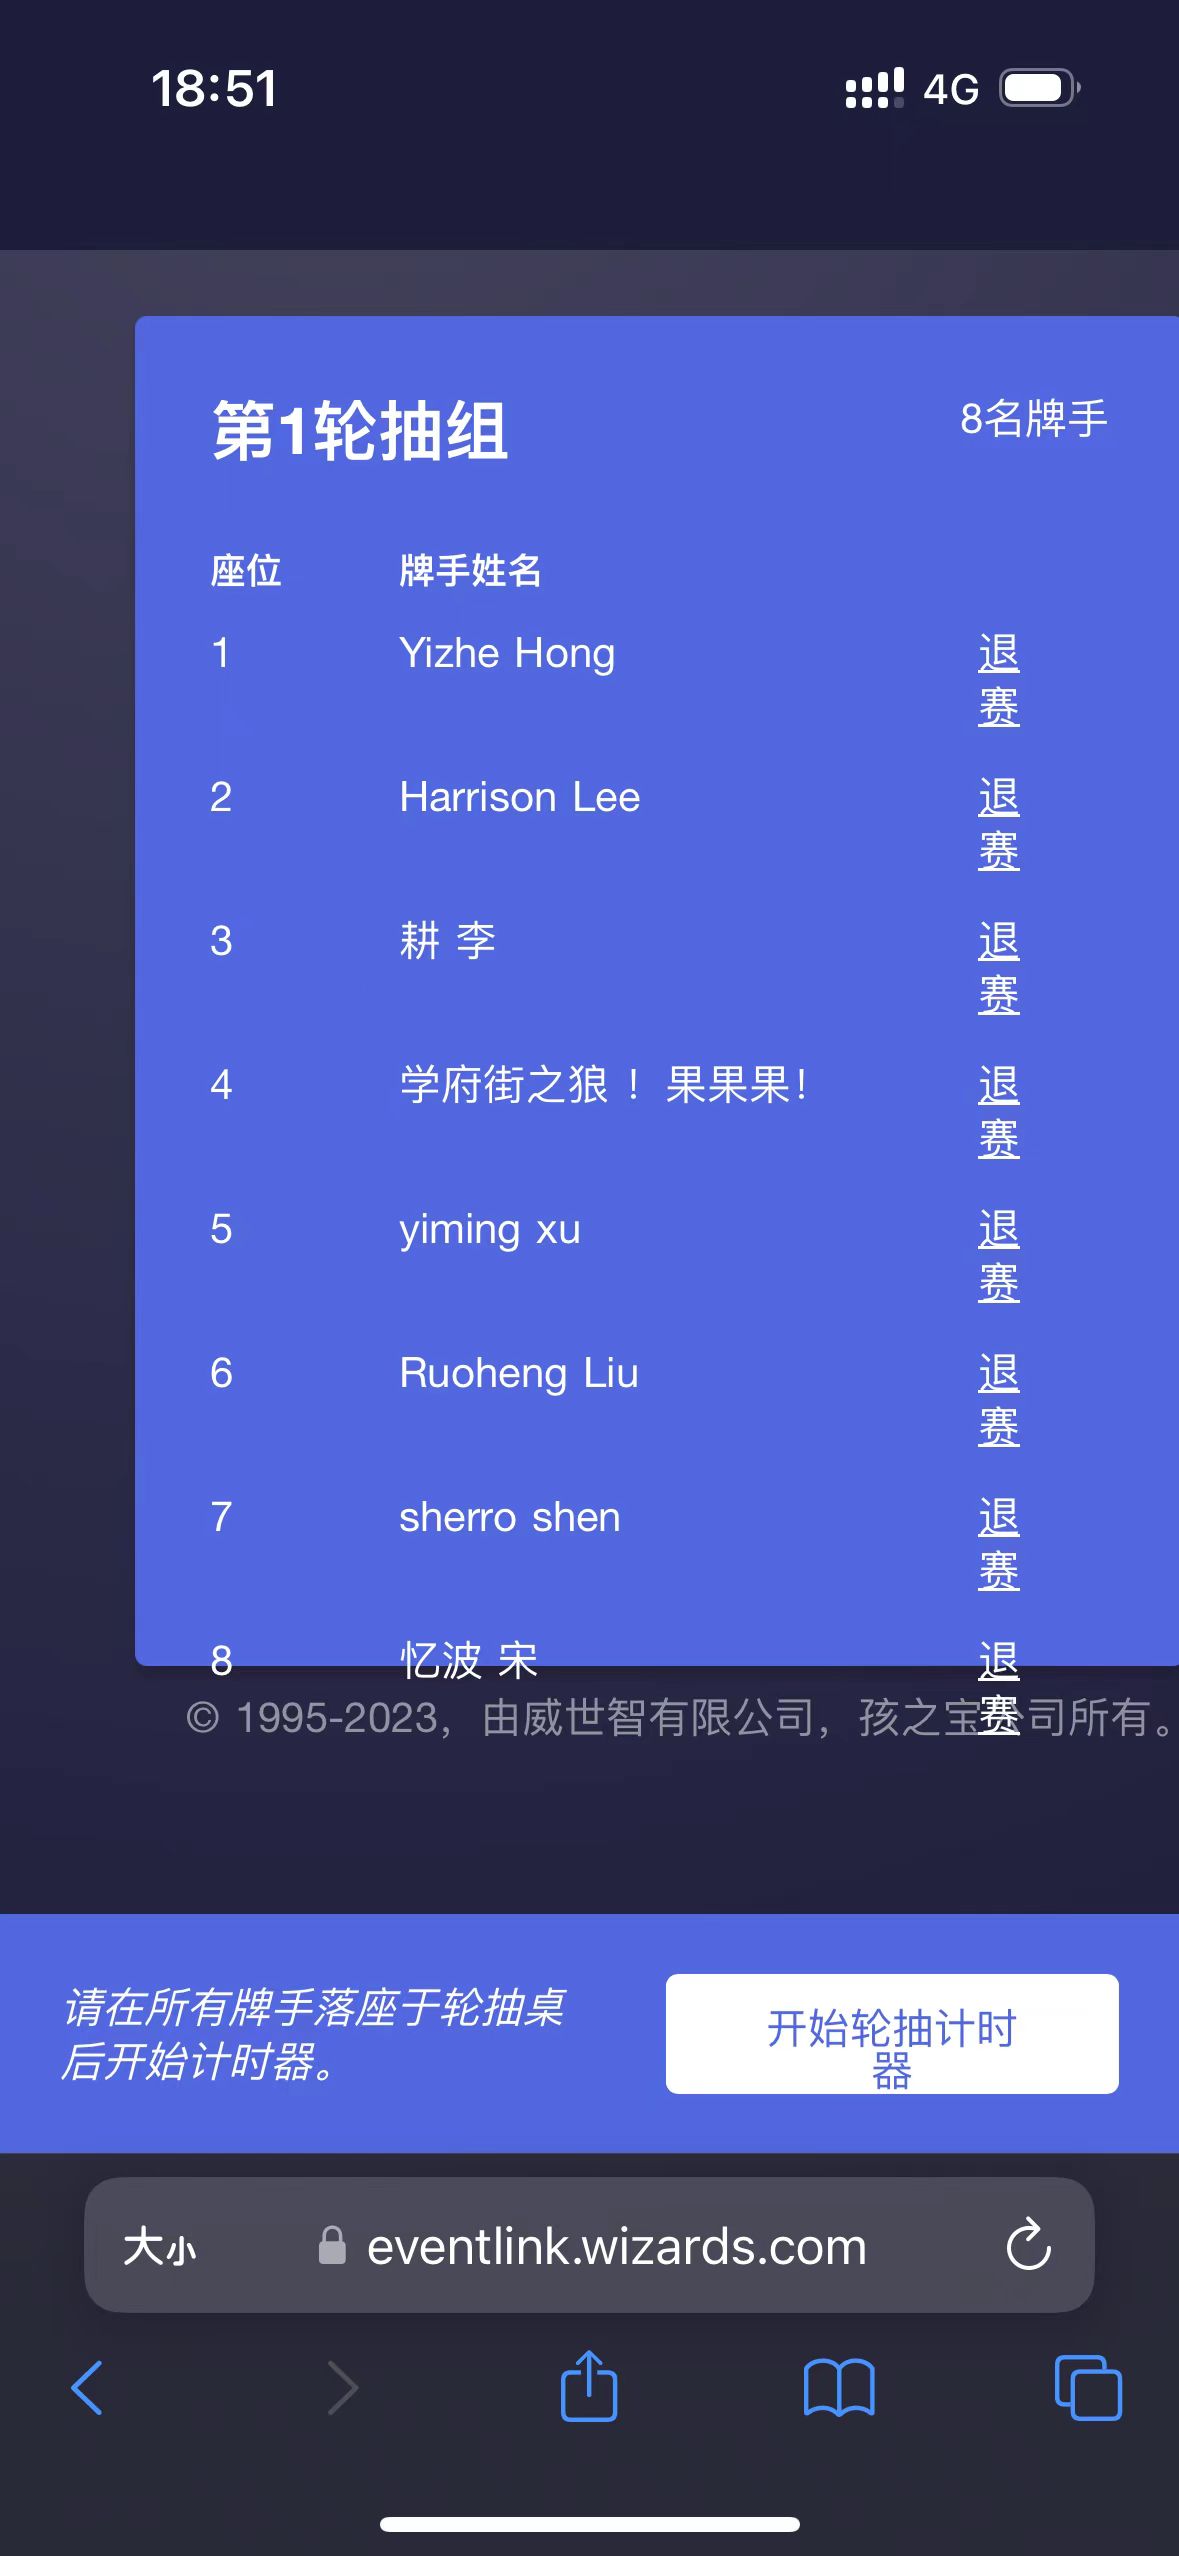 18:51 4G
第1轮抽组 8名牌手
座位 牌手姓名
1 Yizhe Hong 退
赛
2 Harrison Lee 退
赛
3 耕 李 退
赛
4 学府街之狼！果果果！ 退
赛
5 yiming xu 退
赛
6 Ruoheng Liu 退
赛
7 sherro shen 退
赛
8 忆波 宋 退
赛
© 1995-2023，由威世智有限公司，孩之宝公司所有。
请在所有牌手落座于轮抽桌
后开始计时器。
开始轮抽计时
器
大小 eventlink.wizards.com